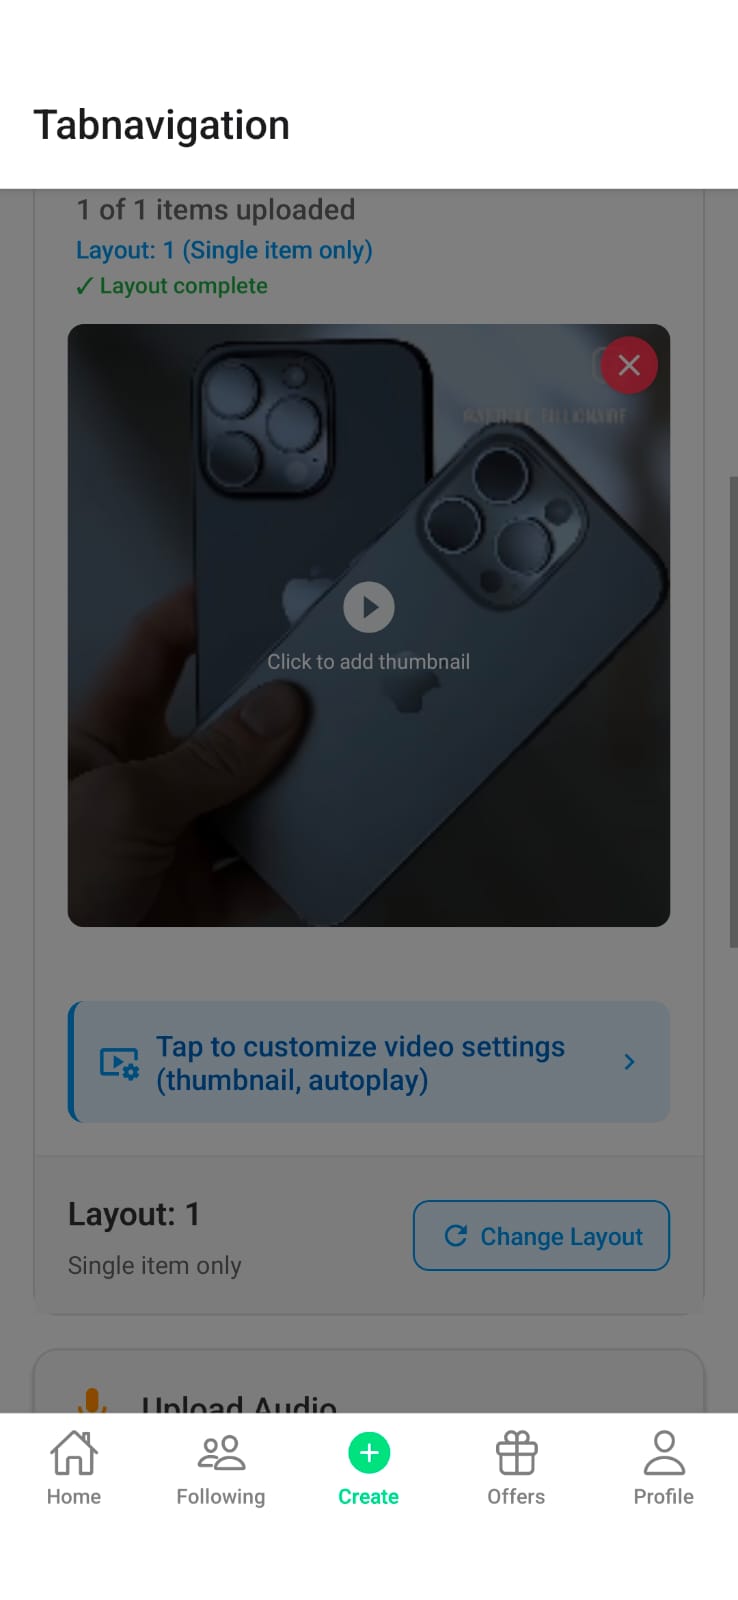 Tabnavigation
1 of 1 items uploaded
Layout: 1 (Single item only)
✓ Layout complete
Click to add thumbnail
Tap to customize video settings
(thumbnail, autoplay)
Layout: 1
Single item only
Change Layout
Upload Audio
Home
Following
Create
Offers
Profile